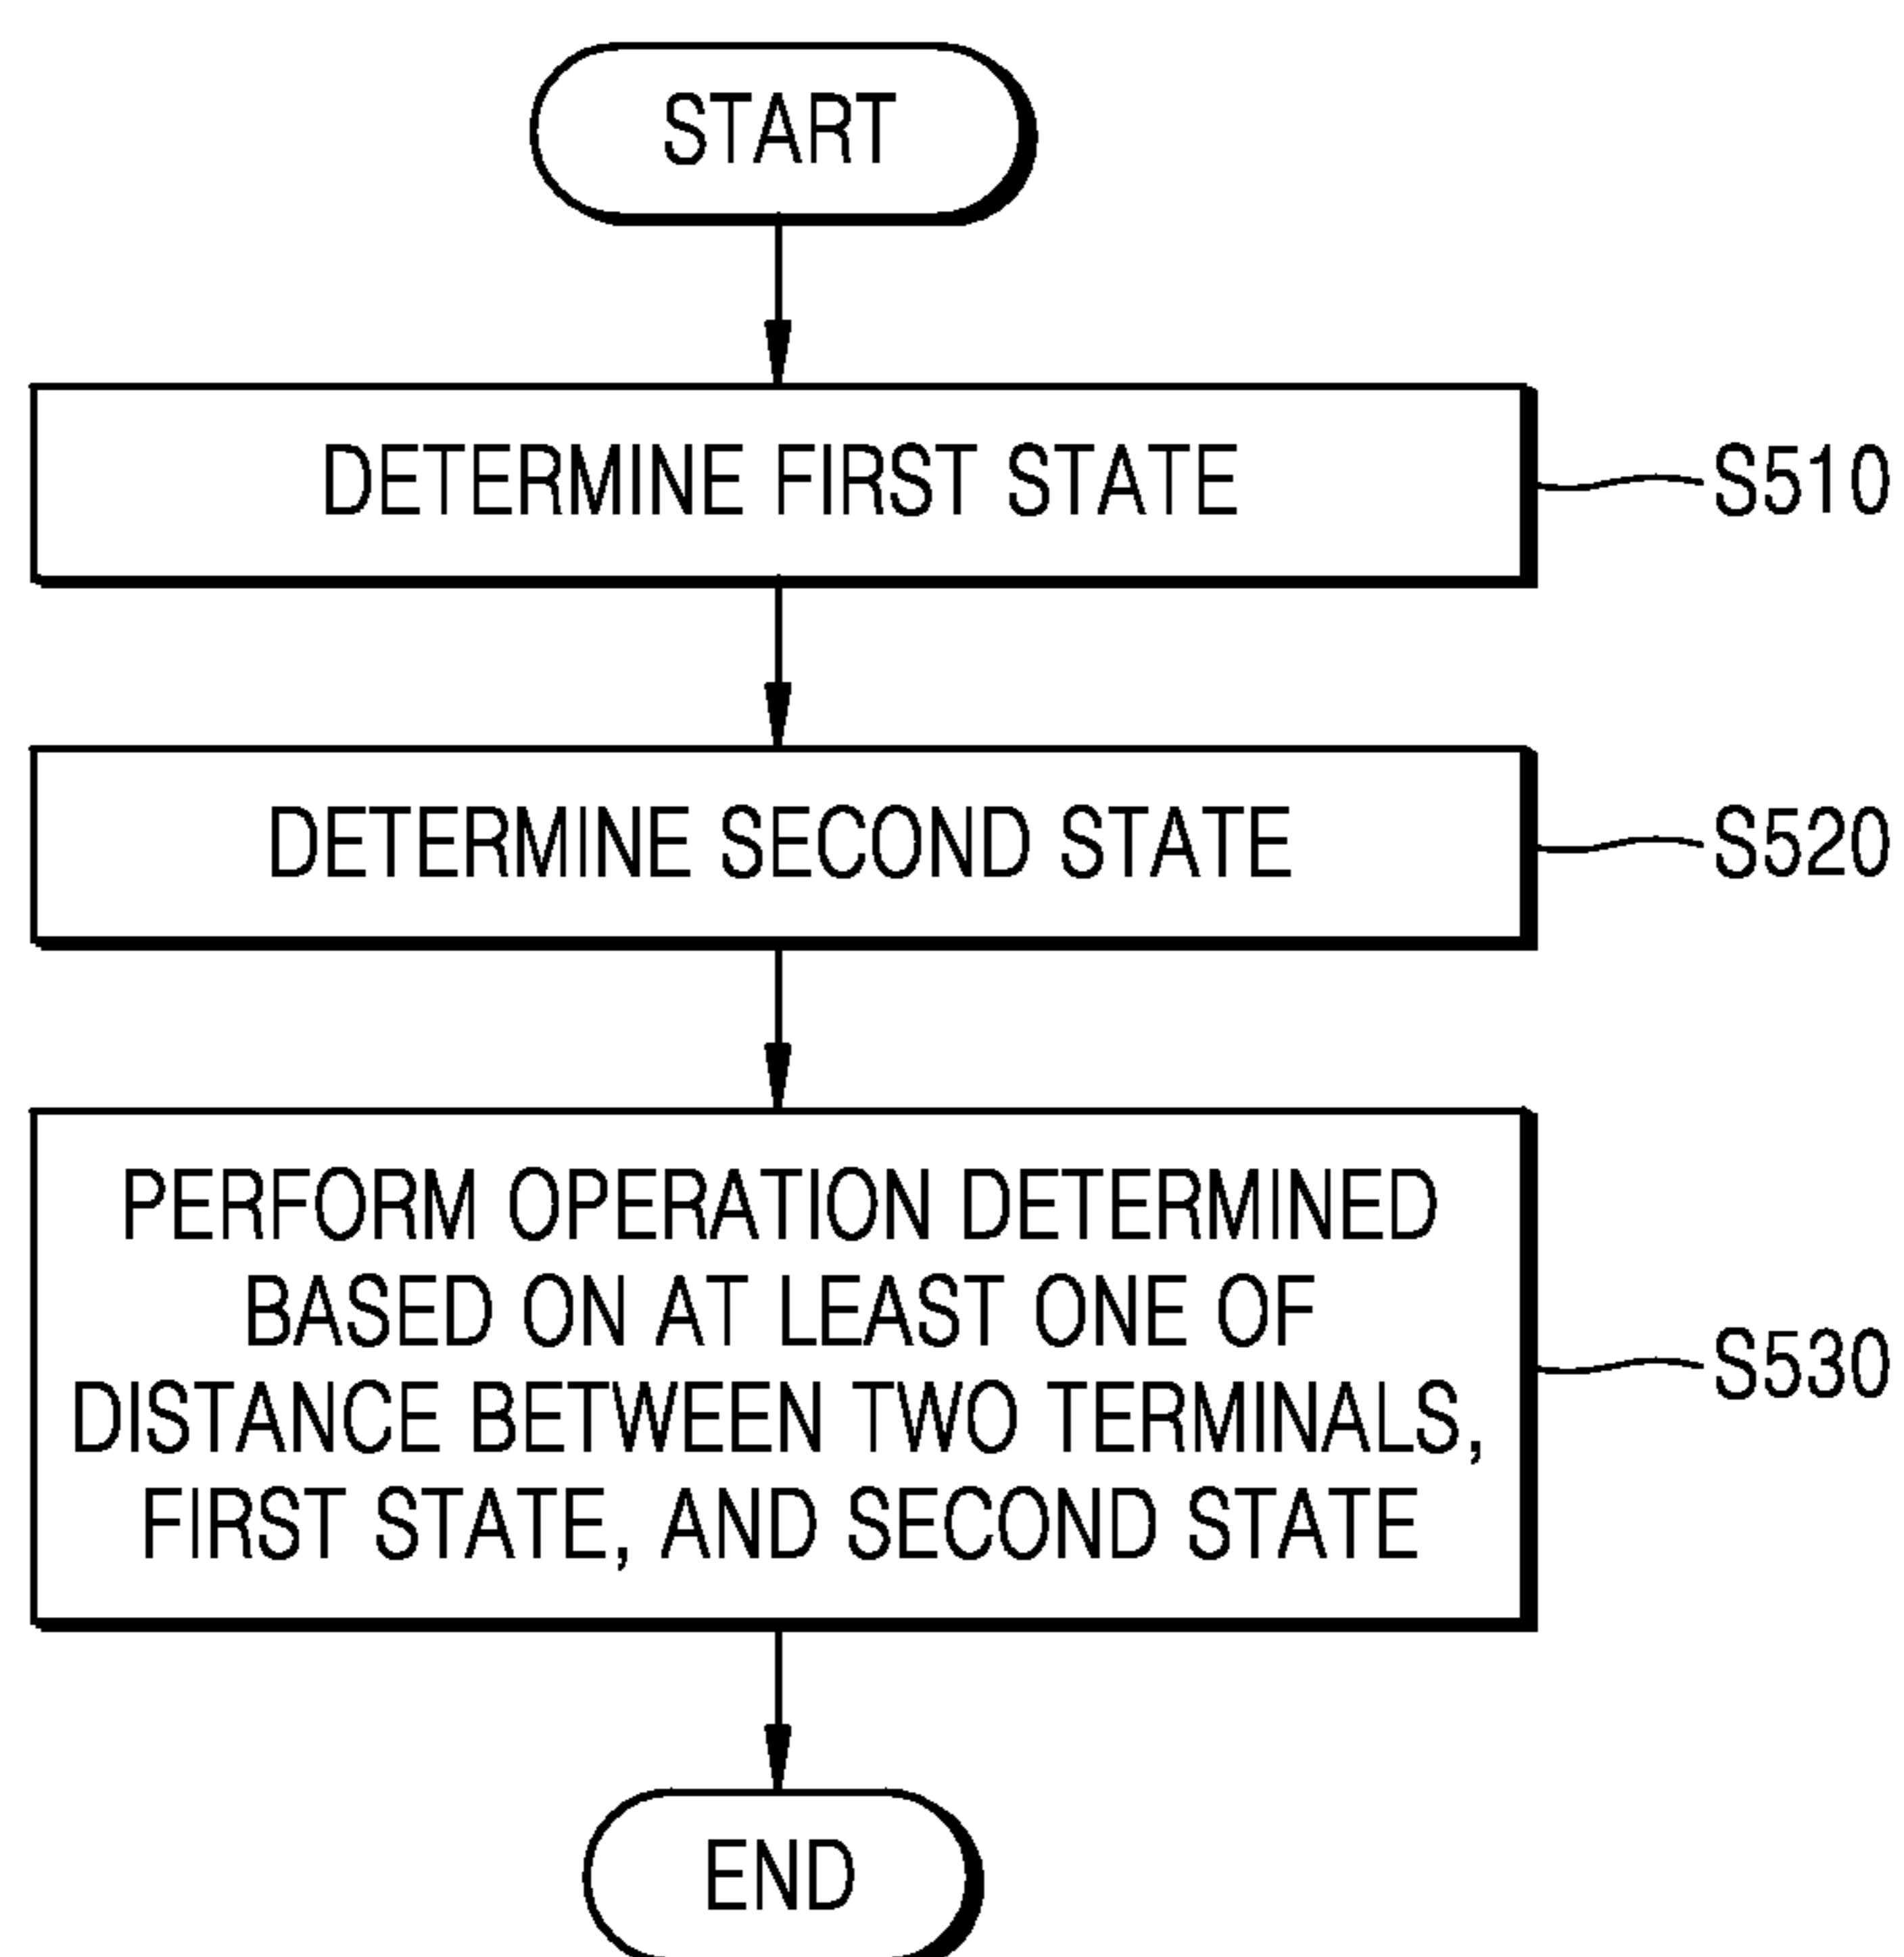 START
DETERMINE FIRST STATE
S510
DETERMINE SECOND STATE
S520
PERFORM OPERATION DETERMINED
BASED ON AT LEAST ONE OF
DISTANCE BETWEEN TWO TERMINALS,
FIRST STATE, AND SECOND STATE
S530
END